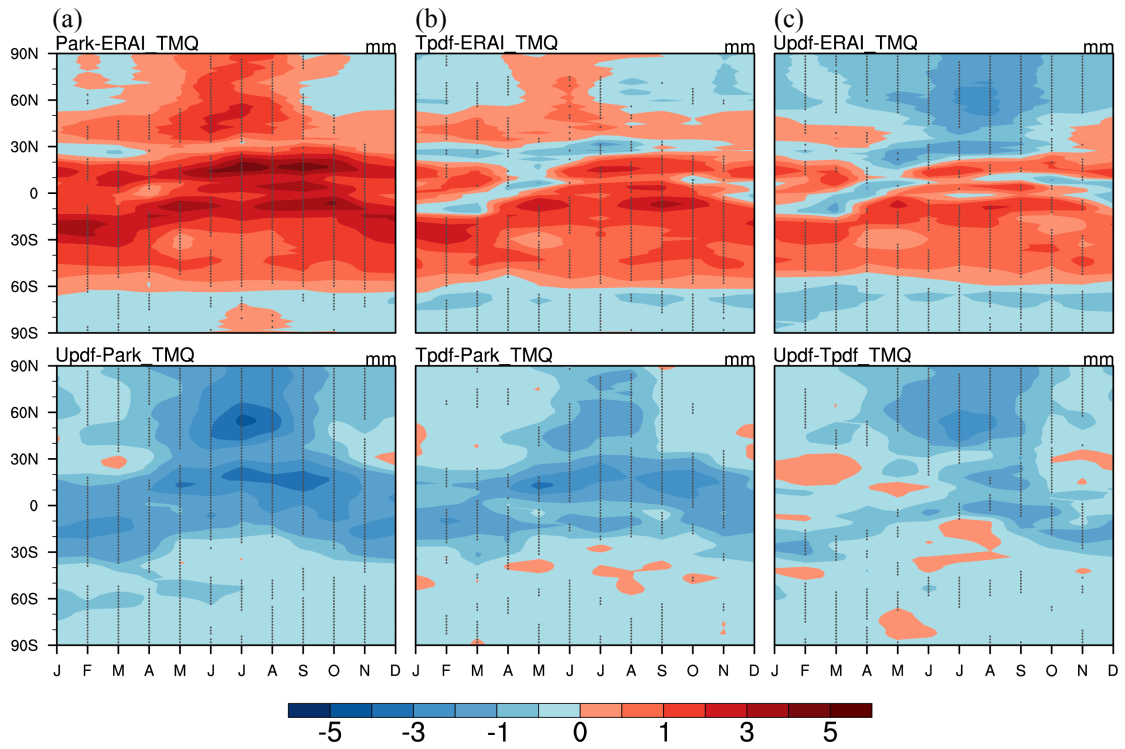 (a) (b) (c)
Park-ERAI_TMQ mm Tpdf-ERAI_TMQ mm Updf-ERAI_TMQ mm
90N
60N
30N
0
30S
60S
90S
Updf-Park_TMQ mm Tpdf-Park_TMQ mm Updf-Tpdf_TMQ mm
90N
60N
30N
0
30S
60S
90S
J F M A M J J A S O N D J F M A M J J A S O N D J F M A M J J A S O N D
-5 -3 -1 0 1 3 5